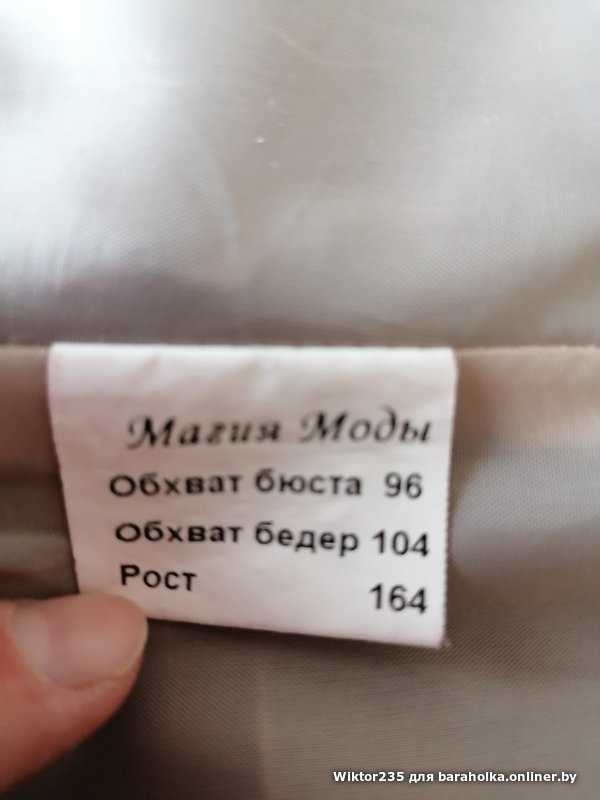 Магия Моды
Обхват бюста 96
Обхват бедер 104
Рост 164
Wiktor235 для baraholka.onliner.by